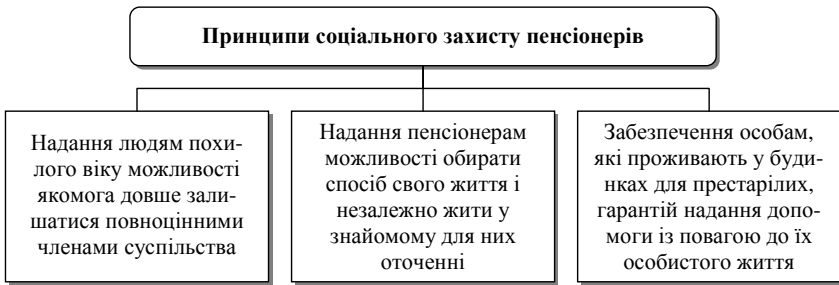 Принципи соціального захисту пенсіонерів
Надання людям похи-
лого віку можливості
якомога довше зали-
шатися повноцінними
членами суспільства
Надання пенсіонерам
можливості обирати
спосіб свого життя і
незалежно жити у
знайомому для них
оточенні
Забезпечення особам,
які проживають у буди-
нках для престарілих,
гарантій надання допо-
моги із повагою до їх
особистого життя